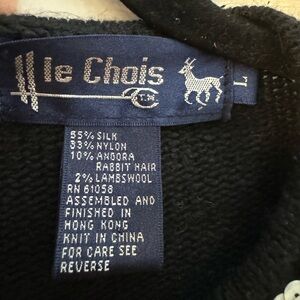 le Chois
T.M.
L
55% SILK
33% NYLON
10% ANGORA
RABBIT HAIR
2% LAMBSWOOL
RN 61058
ASSEMBLED AND
FINISHED IN
HONG KONG
KNIT IN CHINA
FOR CARE SEE
REVERSE